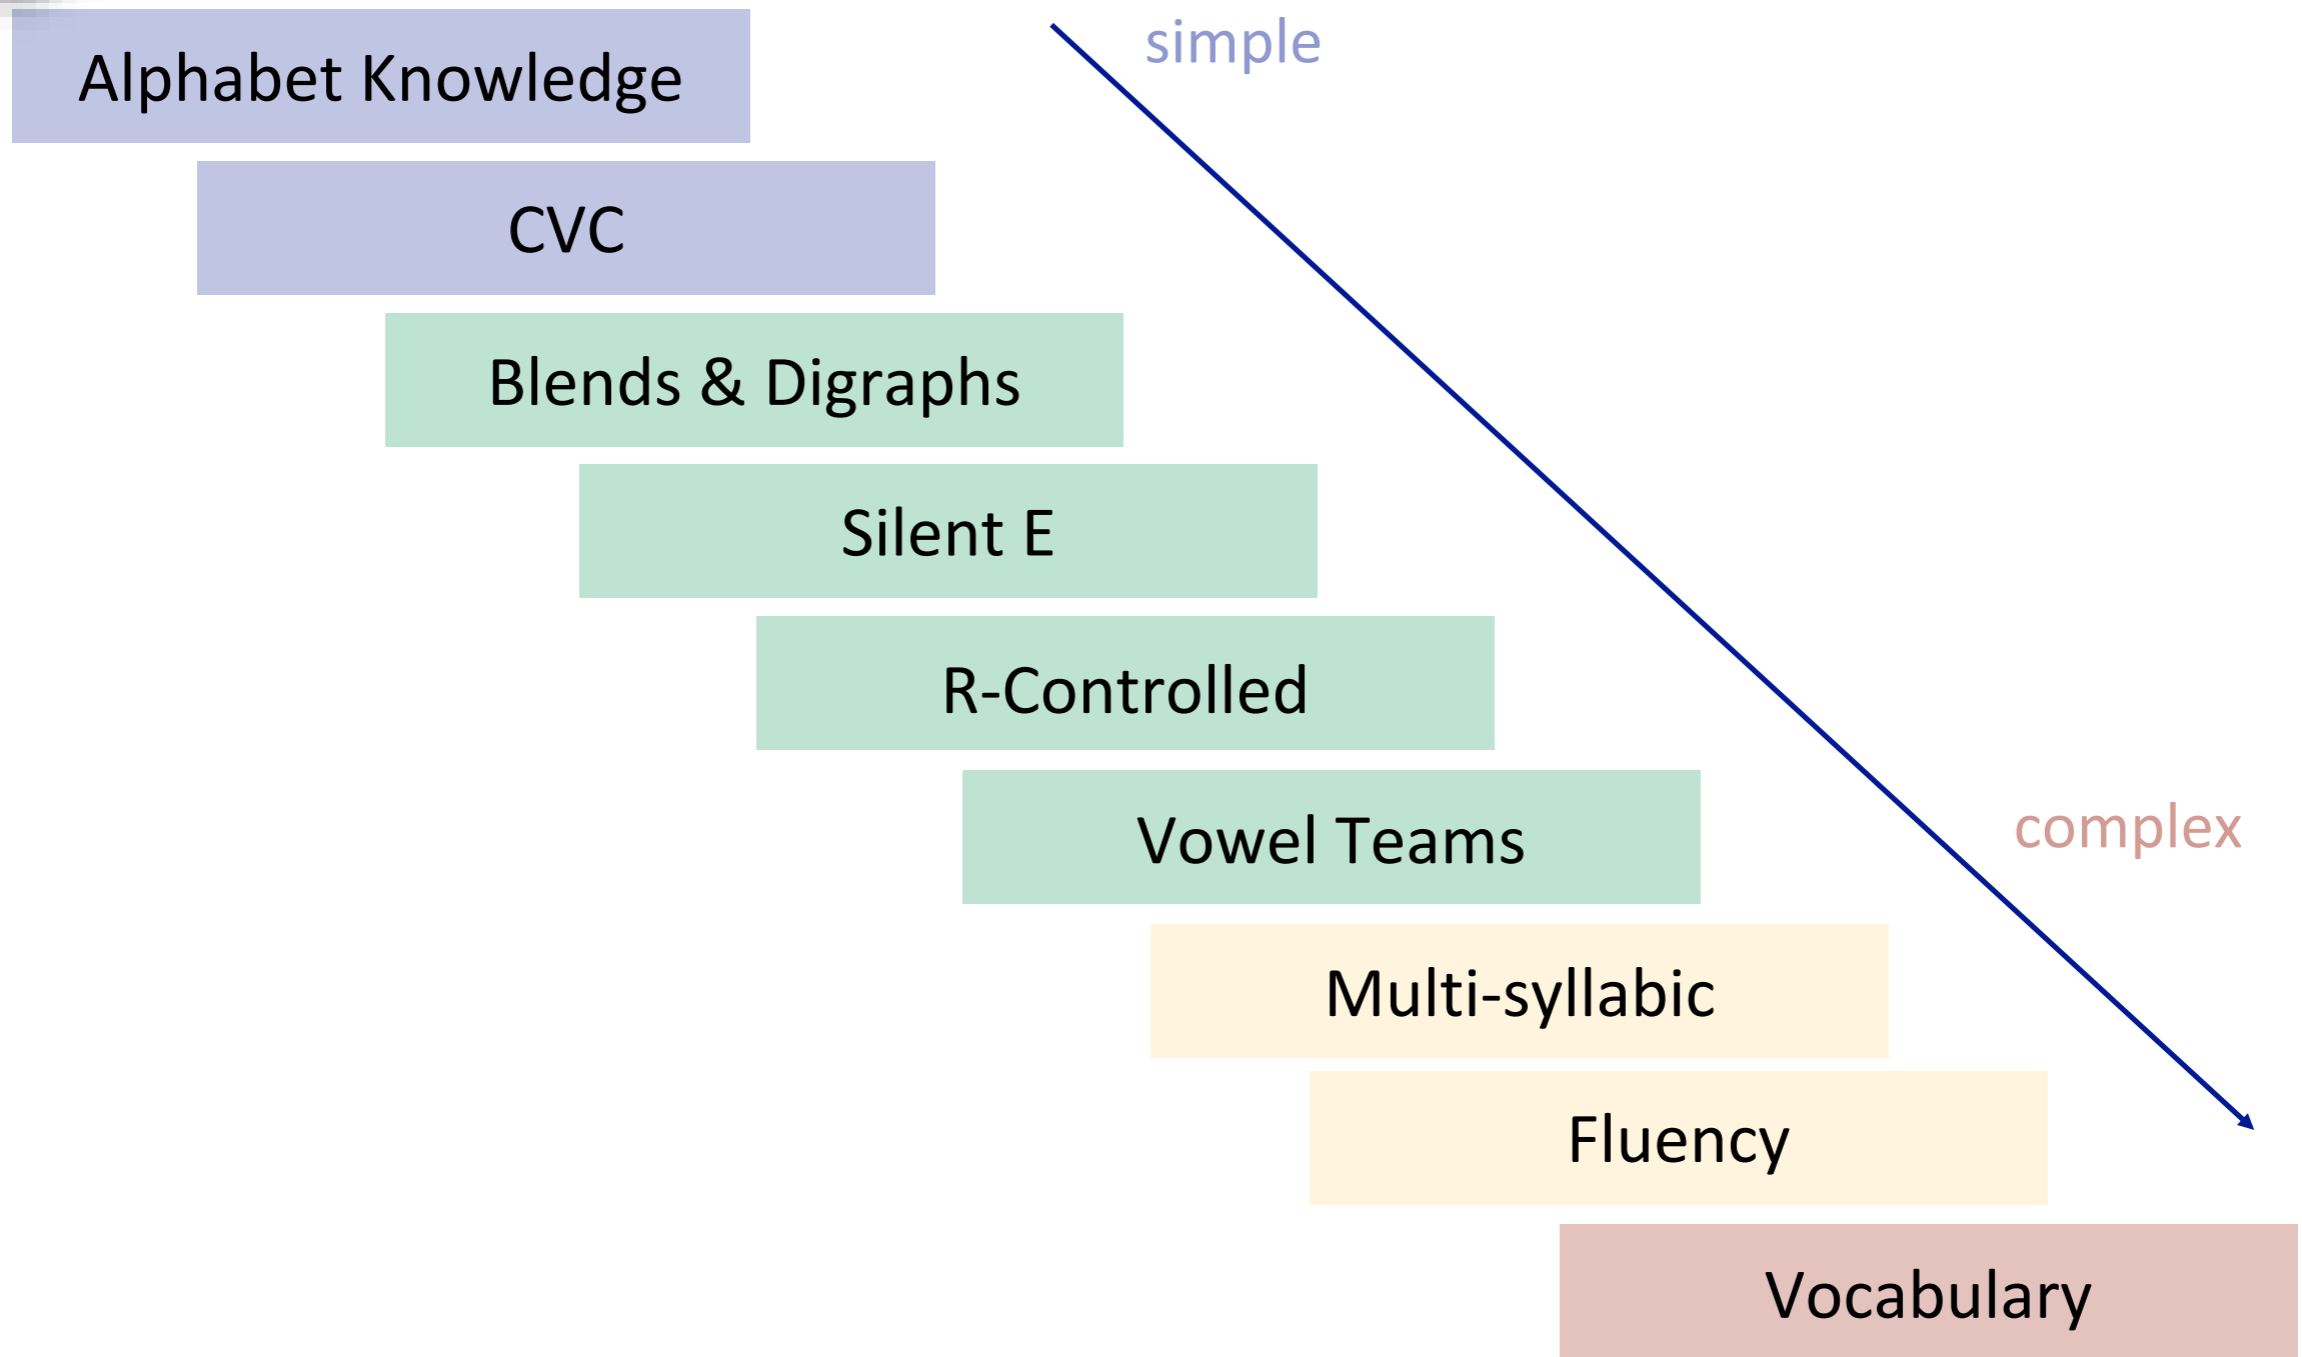 Alphabet Knowledge
simple
CVC
Blends & Digraphs
Silent E
R-Controlled
Vowel Teams
complex
Multi-syllabic
Fluency
Vocabulary